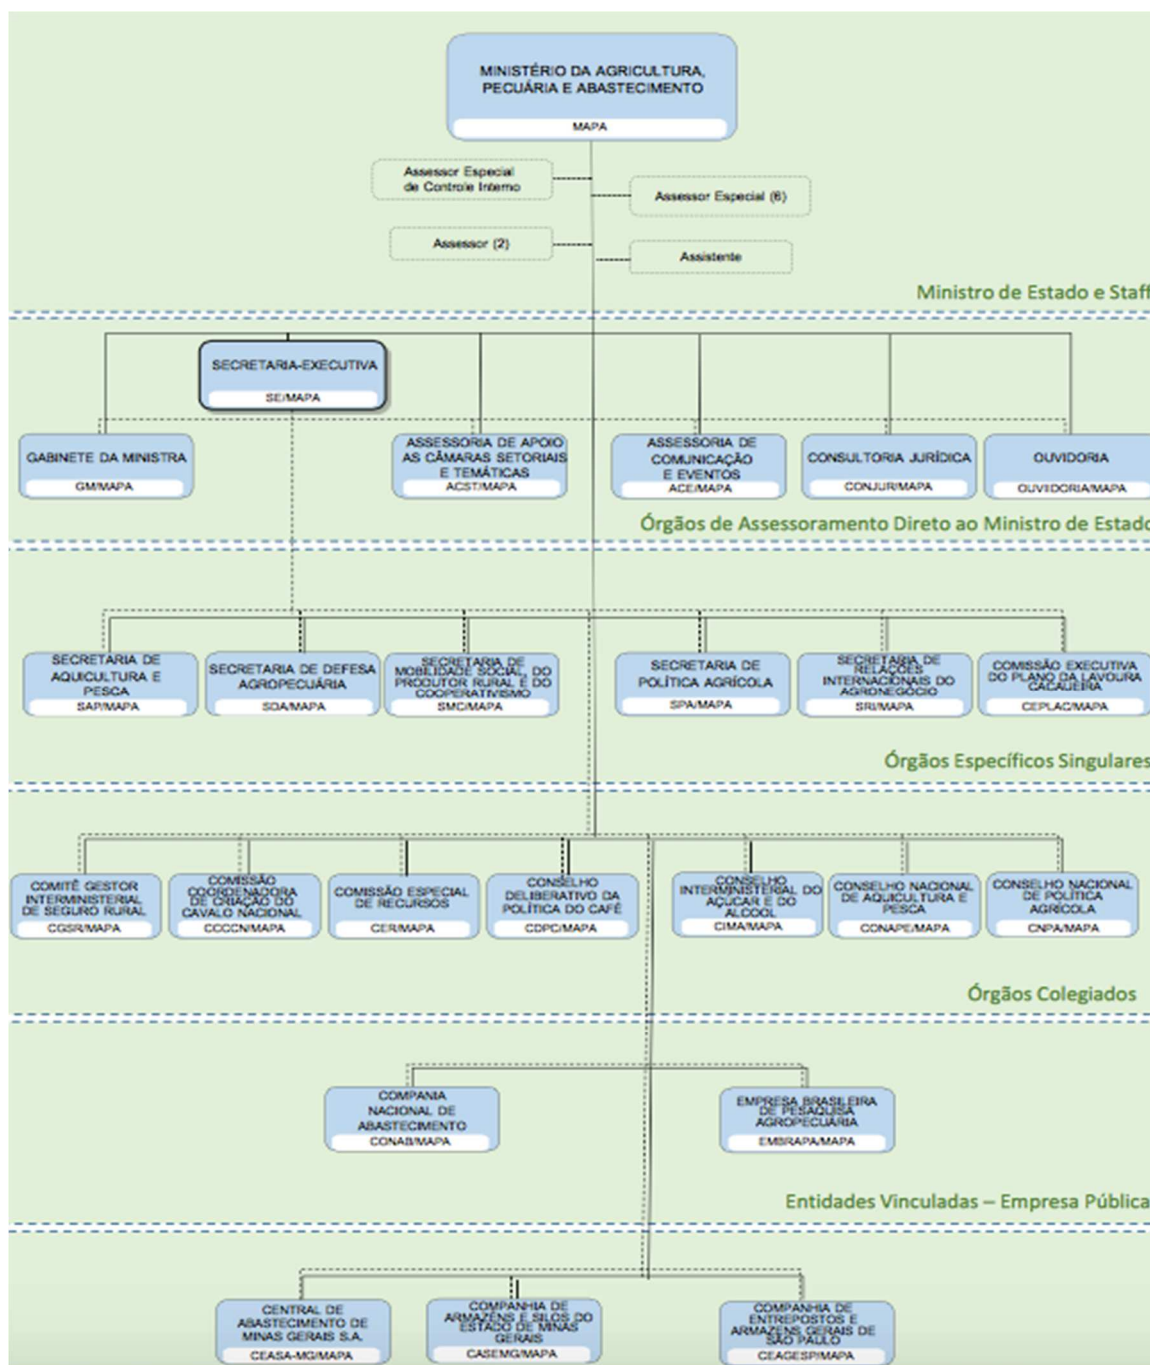 MINISTÉRIO DA AGRICULTURA,
PECUÁRIA E ABASTECIMENTO
MAPA
Assessor Especial
de Controle Interno
Assessor Especial (6)
Assessor (2)
Assistente
Ministro de Estado e Staff
SECRETARIA-EXECUTIVA
SE/MAPA
GABINETE DA MINISTRA
GM/MAPA
ASSESSORIA DE APOIO
AS CÂMARAS SETORIAIS
E TEMÁTICAS
ACST/MAPA
ASSESSORIA DE
COMUNICAÇÃO
E EVENTOS
ACE/MAPA
CONSULTORIA JURÍDICA
CONJUR/MAPA
OUVIDORIA
OUVIIDORIA/MAPA
Órgãos de Assessoramento Direto ao Ministro de Estado
SECRETARIA DE
AQUICULTURA E
PESCA
SAP/MAPA
SECRETARIA DE DEFESA
AGROPECUÁRIA
SDA/MAPA
SECRETARIA DE
MOBILIDADE SOCIAL, DO
PRODUTOR RURAL E DO
COOPERATIVISMO
SMC/MAPA
SECRETARIA DE
POLÍTICA AGRÍCOLA
SPA/MAPA
SECRETARIA DE
RELAÇÕES
INTERNACIONAIS DO
AGRONEGÓCIO
SRI/MAPA
COMISSÃO EXECUTIVA
DO PLANO DA LAVOURA
CACAUEIRA
CEPLAC/MAPA
Órgãos Específicos Singulares
COMITÊ GESTOR
INTERMINISTERIAL
DE SEGURO RURAL
CGSR/MAPA
COMISSÃO
COORDENADORA
DE CRIAÇÃO DO
CAVALO NACIONAL
CCCCN/MAPA
COMISSÃO ESPECIAL
DE RECURSOS
CER/MAPA
CONSELHO
DELIBERATIVO DA
POLÍTICA DO CAFÉ
CDPC/MAPA
CONSELHO
INTERMINISTERIAL DO
AÇÚCAR E DO
ALCOOL
CIMA/MAPA
CONSELHO NACIONAL
DE AQUICULTURA E
PESCA
CONAPE/MAPA
CONSELHO NACIONAL
DE POLÍTICA
AGRÍCOLA
CNPA/MAPA
Órgãos Colegiados
COMPANIA
NACIONAL DE
ABASTECIMENTO
CONAB/MAPA
EMPRESA BRASILEIRA
DE PESAQUISA
AGROPECUÁRIA
EMBRAPA/MAPA
Entidades Vinculadas – Empresa Pública
CENTRAL DE
ABASTECIMENTO DE
MINAS GERAIS S.A.
CEASA-MG/MAPA
COMPANHIA DE
ARMAZÉNS E SILOS DO
ESTADO DE MINAS
GERAIS
CASEMG/MAPA
COMPANHIA DE
ENTREPOSTOS E
ARMAZENS GERAIS DE
SÃO PAULO
CEAGESP/MAPA